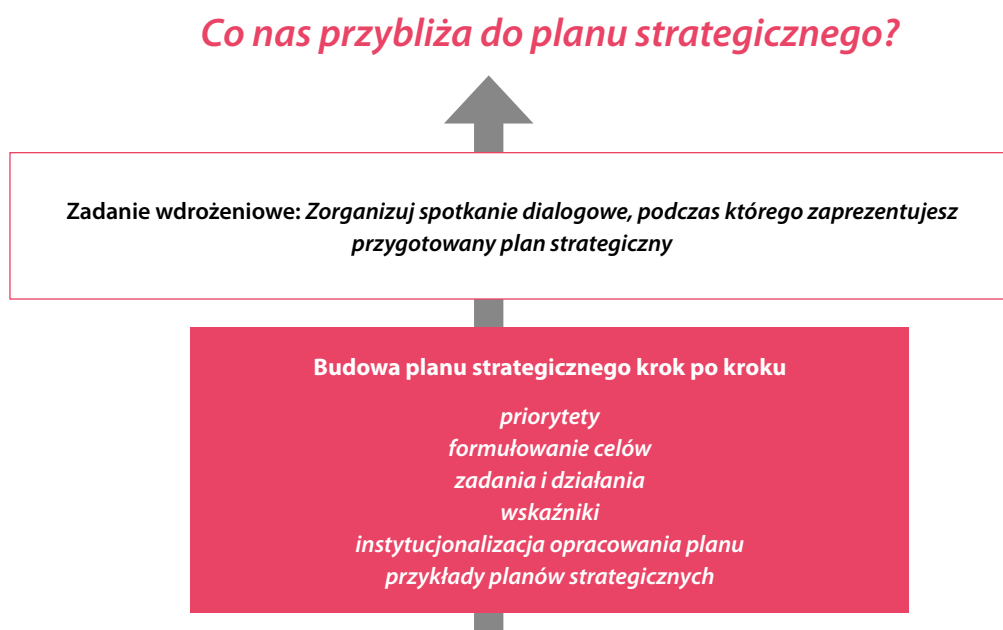 Co nas przybliża do planu strategicznego?
Zadanie wdrożeniowe: Zorganizuj spotkanie dialogowe, podczas którego zaprezentujesz
przygotowany plan strategiczny
Budowa planu strategicznego krok po kroku
priorytety
formułowanie celów
zadania i działania
wskaźniki
instytucjonalizacja opracowania planu
przykłady planów strategicznych